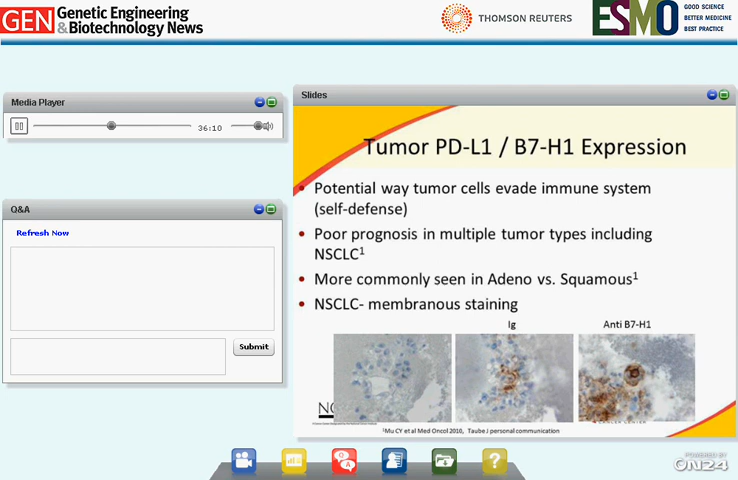 GEN Genetic Engineering
& Biotechnology News
THOMSON REUTERS
ESMO
GOOD SCIENCE
BETTER MEDICINE
BEST PRACTICE
Media Player
36:10
Q&A
Refresh Now
Submit
Slides
Tumor PD-L1 / B7-H1 Expression
• Potential way tumor cells evade immune system
(self-defense)
• Poor prognosis in multiple tumor types including
NSCLC1
• More commonly seen in Adeno vs. Squamous1
• NSCLC- membranous staining
Ig
Anti B7-H1
CANCER CENTER
1Mu CY et al Med Oncol 2010, Taube J personal communication
Q
A
?
POWERED BY
ON24